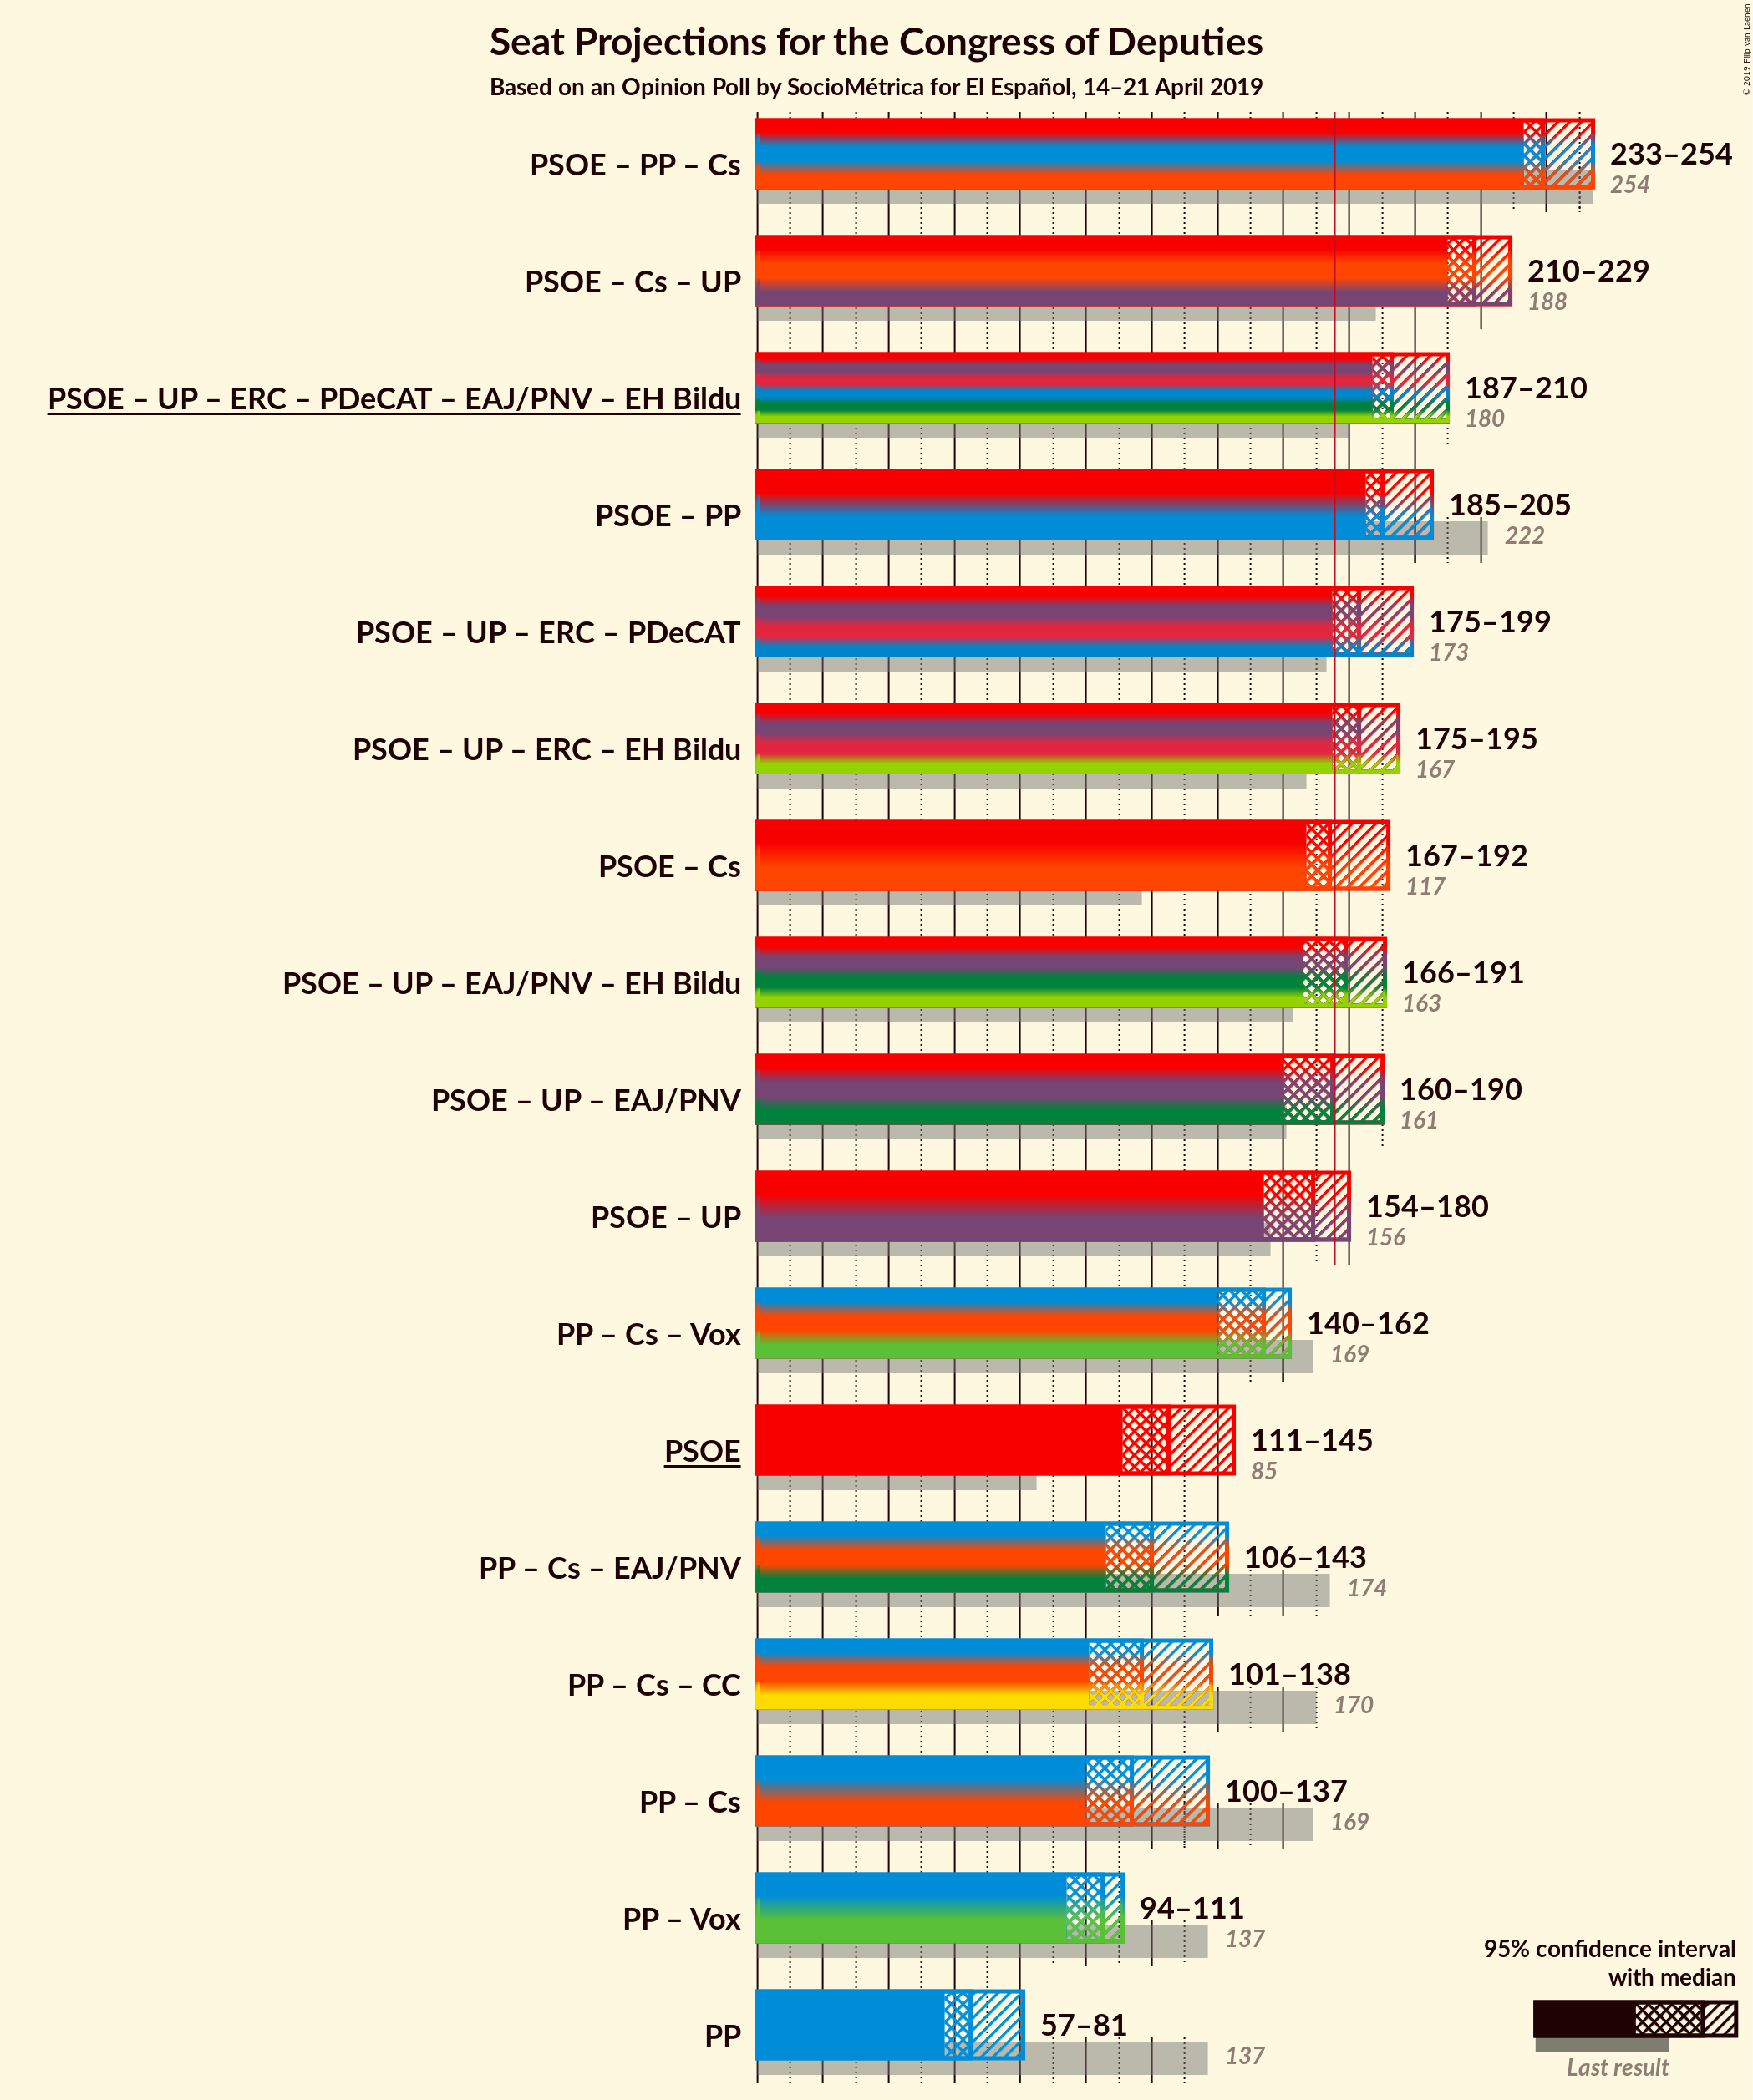 Seat Projections for the Congress of Deputies
Based on an Opinion Poll by SocioMétrica for El Español, 14–21 April 2019
© 2019 Filip van Laenen
PSOE – PP – Cs
233–254
254
PSOE – Cs – UP
210–229
188
PSOE – UP – ERC – PDeCAT – EAJ/PNV – EH Bildu
187–210
180
PSOE – PP
185–205
222
PSOE – UP – ERC – PDeCAT
175–199
173
PSOE – UP – ERC – EH Bildu
175–195
167
PSOE – Cs
167–192
117
PSOE – UP – EAJ/PNV – EH Bildu
166–191
163
PSOE – UP – EAJ/PNV
160–190
161
PSOE – UP
154–180
156
PP – Cs – Vox
140–162
169
PSOE
111–145
85
PP – Cs – EAJ/PNV
106–143
174
PP – Cs – CC
101–138
170
PP – Cs
100–137
169
PP – Vox
94–111
137
PP
57–81
137
95% confidence interval
with median
Last result